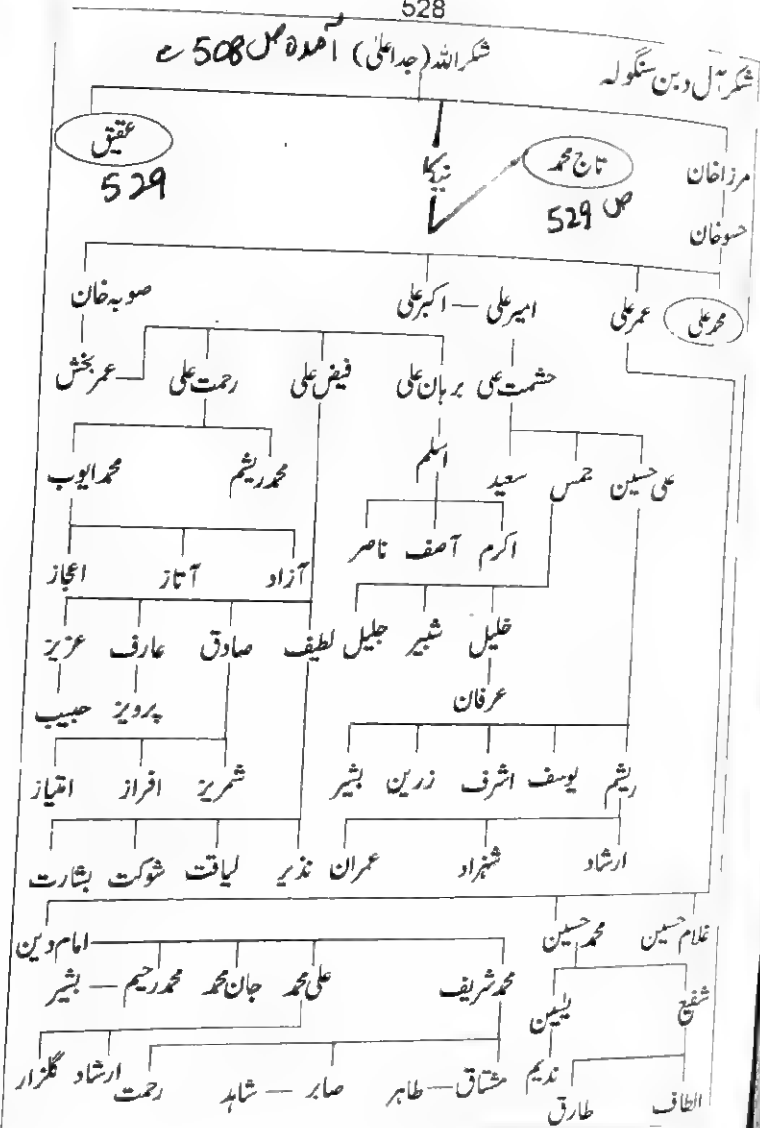 528
شکر آل دبن سنگولہ
شکراللہ (جد اعلیٰ) آمدہ ص 508 سے
مرزا خان تاج محمد نیکا عقیق
حسو خان ص 529 529
محمد علی عمر علی امیر علی — اکبر علی صوبہ خان
حشمت علی برہان علی فیض علی رحمت علی عمر بخش
علی حسین سعید اسلم محمد ریشم محمد ایوب
اکرم آصف ناصر آزاد آتاز اعجاز
خلیل شبیر جلیل لطیف صادق عارف عزیز
عرفان پرویز حبیب
ریشم یوسف اشرف زرین بشیر شمریز افراز امتیاز
ارشاد شہزاد عمران نذیر لیاقت شوکت بشارت
غلام حسین محمد حسین امام دین
شفیع یٰسین محمد شریف علی محمد جان محمد محمد رحیم — بشیر
الطاف طارق ندیم مشتاق — طاہر صابر — شاہد رحمت ارشاد گلزار